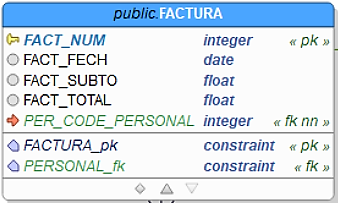 public.FACTURA
FACT_NUM integer « pk »
FACT_FECH date
FACT_SUBTO float
FACT_TOTAL float
PER_CODE_PERSONAL integer « fk nn »
FACTURA_pk constraint « pk »
PERSONAL_fk constraint « fk »